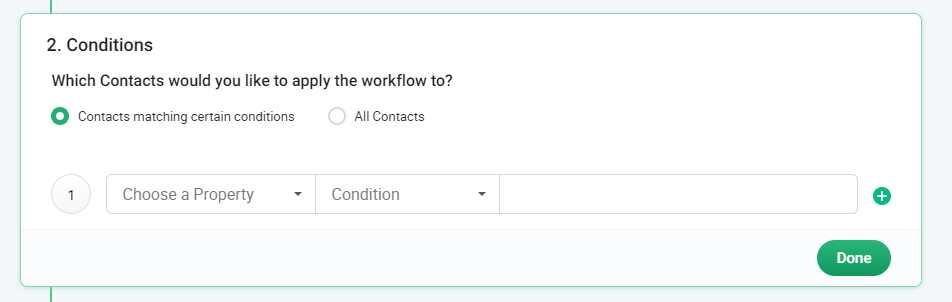 2. Conditions
Which Contacts would you like to apply the workflow to?
Contacts matching certain conditions All Contacts
1 Choose a Property Condition
Done